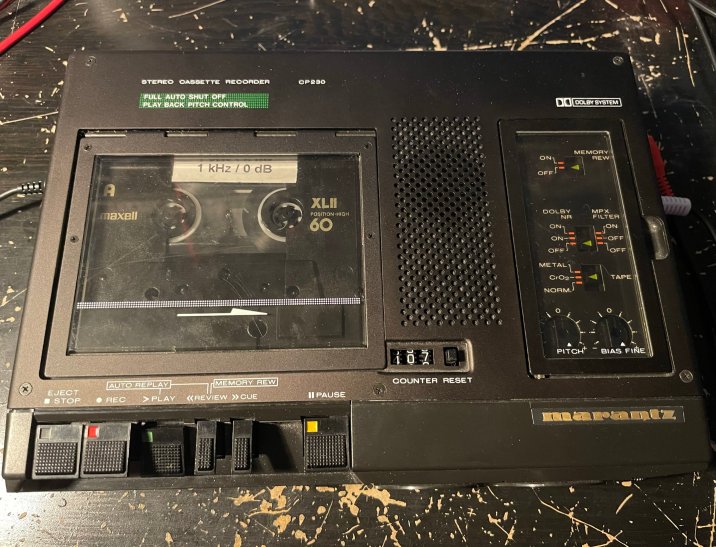 STEREO CASSETTE RECORDER CP230
FULL AUTO SHUT OFF
PLAY BACK PITCH CONTROL
DOLBY SYSTEM
1 kHz / 0 dB
A
maxell
XLII
POSITION·HIGH
60
MEMORY
REW
ON
OFF
DOLBY NR
MPX FILTER
ON ON
ON OFF
OFF OFF
METAL
CrO₂ TAPE
NORM.
0 0
PITCH BIAS FINE
107
COUNTER RESET
AUTO REPLAY MEMORY REW
EJECT
STOP REC PLAY REVIEW CUE PAUSE
marantz